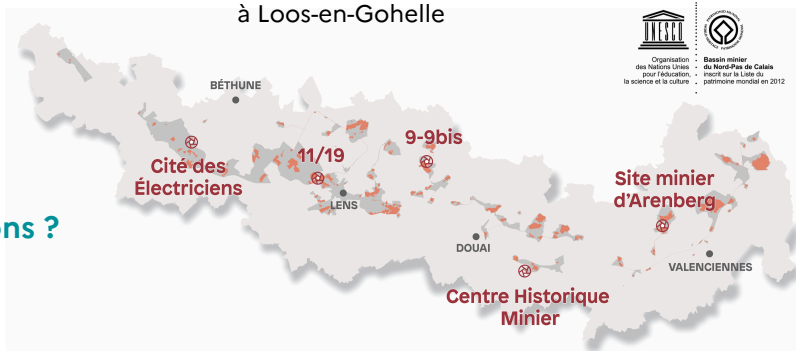 à Loos-en-Gohelle
UNESCO
Organisation
des Nations Unies
pour l'éducation,
la science et la culture
Bassin minier
du Nord-Pas de Calais
inscrit sur la Liste du
patrimoine mondial en 2012
BÉTHUNE
Cité des
Électriciens
11/19
9-9bis
LENS
Site minier
d'Arenberg
ons ?
DOUAI
VALENCIENNES
Centre Historique
Minier